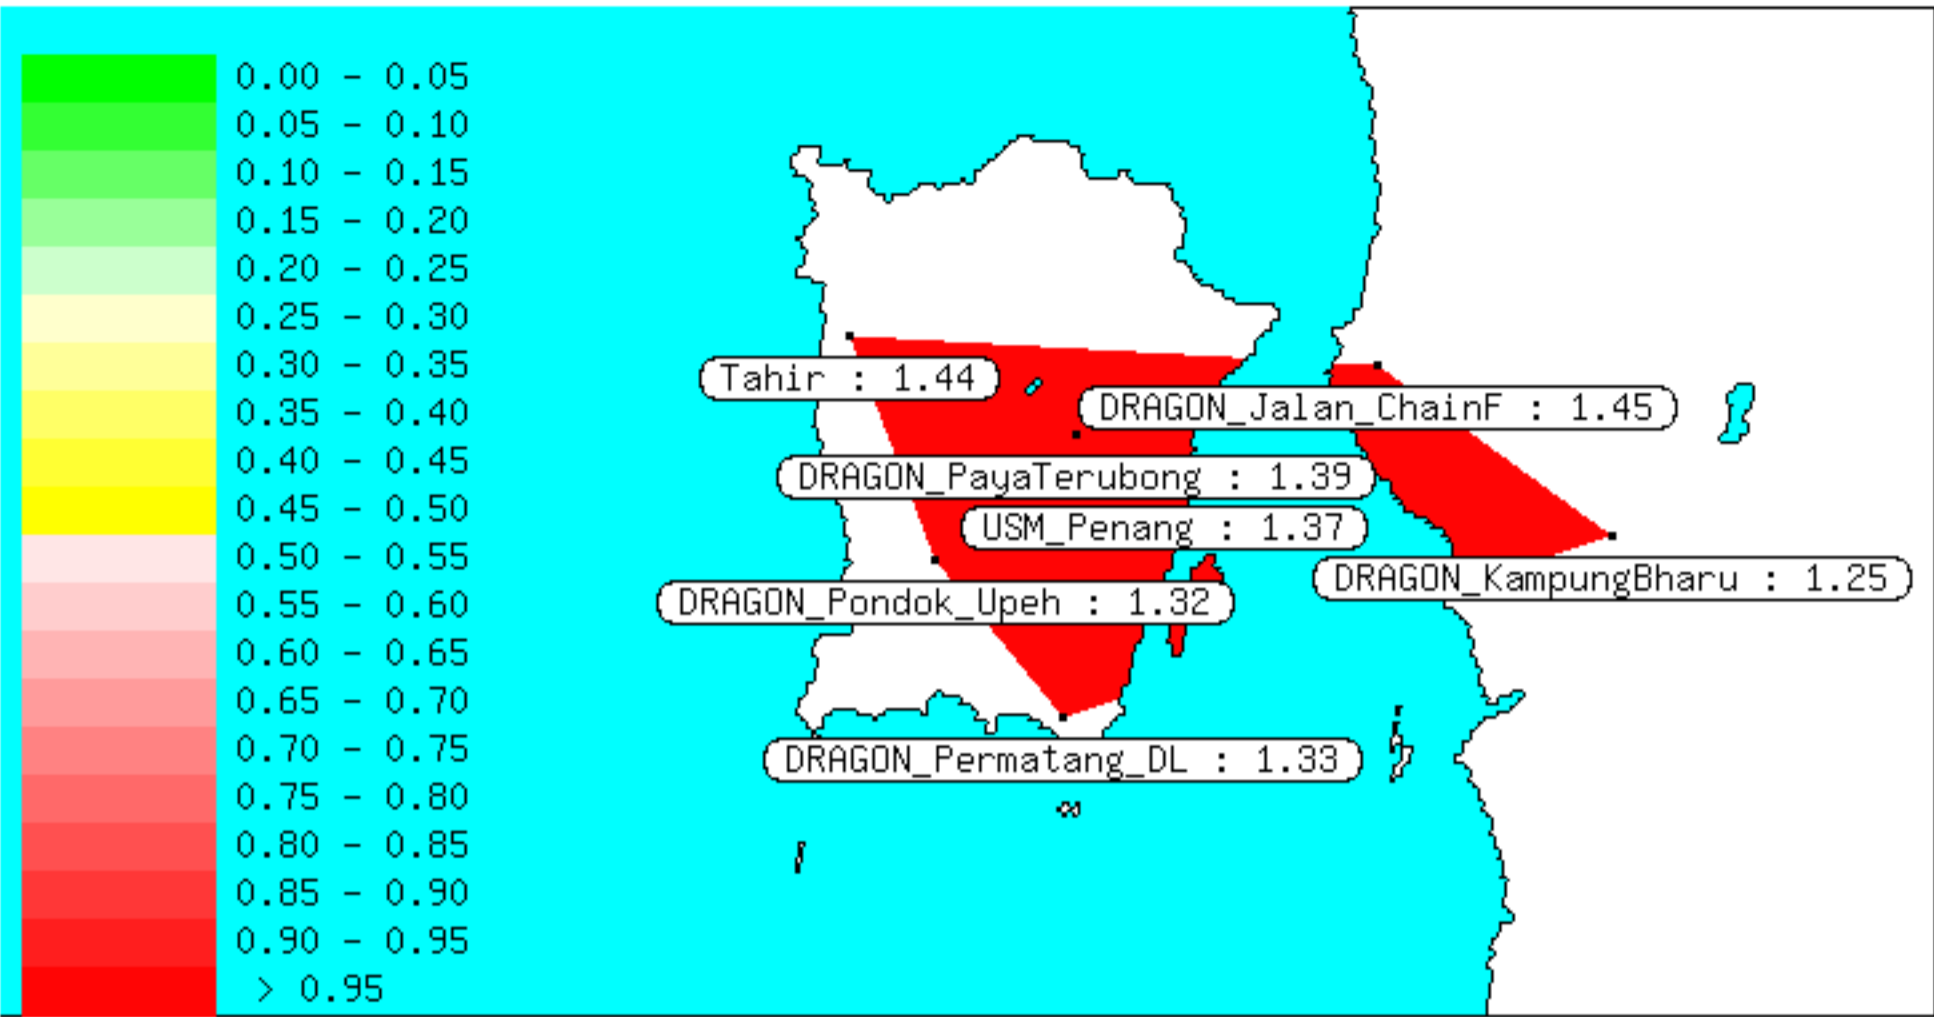 0.00 - 0.05
0.05 - 0.10
0.10 - 0.15
0.15 - 0.20
0.20 - 0.25
0.25 - 0.30
0.30 - 0.35
0.35 - 0.40
0.40 - 0.45
0.45 - 0.50
0.50 - 0.55
0.55 - 0.60
0.60 - 0.65
0.65 - 0.70
0.70 - 0.75
0.75 - 0.80
0.80 - 0.85
0.85 - 0.90
0.90 - 0.95
> 0.95
Tahir : 1.44
DRAGON_Jalan_ChainF : 1.45
DRAGON_PayaTerubong : 1.39
USM_Penang : 1.37
DRAGON_KampungBharu : 1.25
DRAGON_Pondok_Upeh : 1.32
DRAGON_Permatang_DL : 1.33